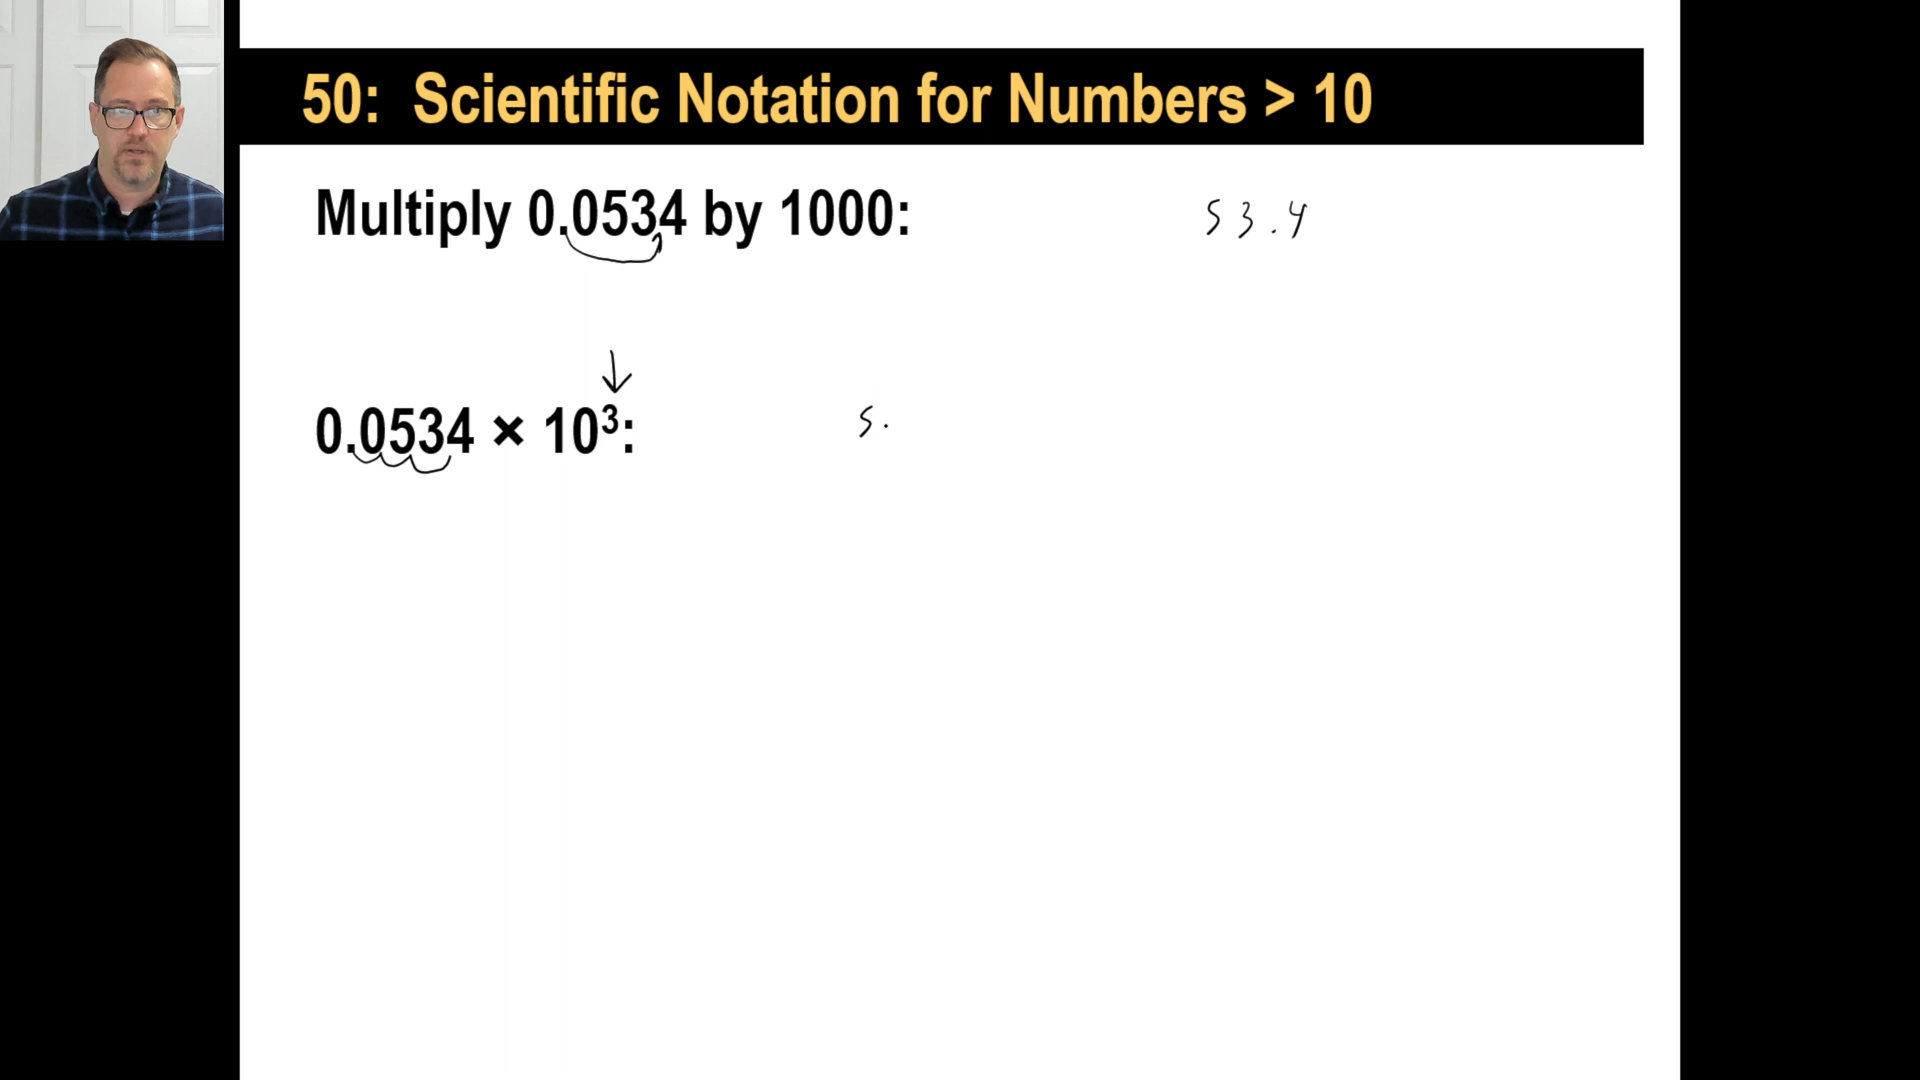 50: Scientific Notation for Numbers > 10
Multiply 0.0534 by 1000: 53.4
0.0534 × 10³: 5.